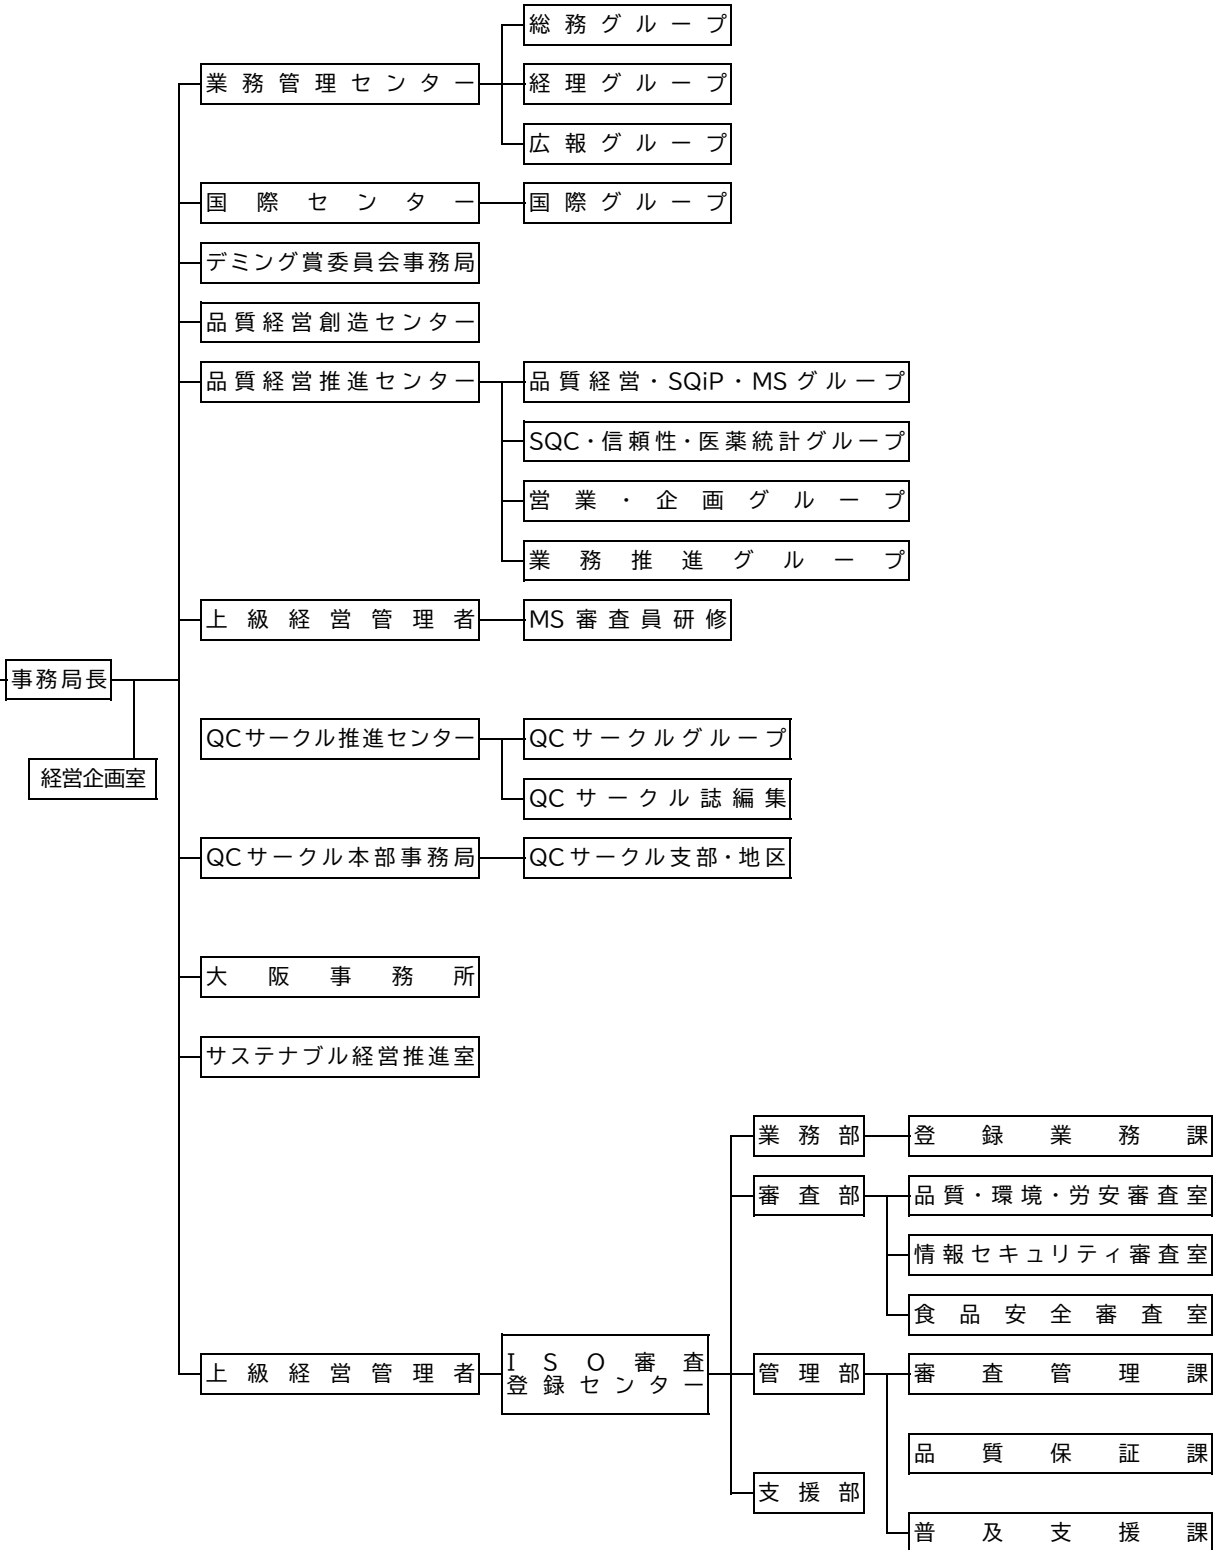 総務グループ
業務管理センター
経理グループ
広報グループ
国際センター
国際グループ
デミング賞委員会事務局
品質経営創造センター
品質経営推進センター
品質経営・SQiP・MSグループ
SQC・信頼性・医薬統計グループ
営業・企画グループ
業務推進グループ
上級経営管理者
MS審査員研修
事務局長
経営企画室
QCサークル推進センター
QCサークルグループ
QCサークル誌編集
QCサークル本部事務局
QCサークル支部・地区
大阪事務所
サステナブル経営推進室
業務部
登録業務課
審査部
品質・環境・労安審査室
情報セキュリティ審査室
食品安全審査室
上級経営管理者
ISO審査
登録センター
管理部
審査管理課
品質保証課
支援部
普及支援課